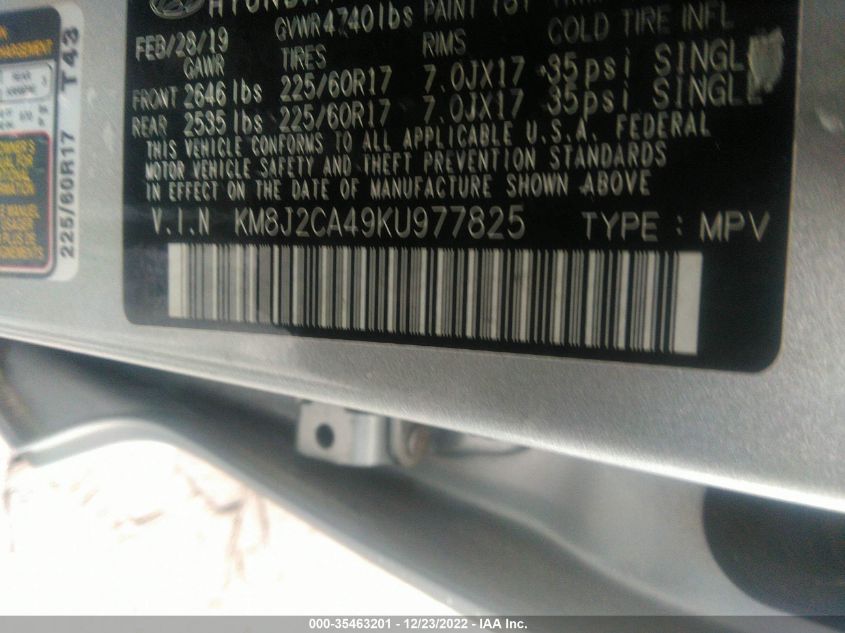 HYUNDAI
GVWR 4740 lbs PAINT
FEB/28/19 TIRES RIMS COLD TIRE INFL
GAWR
FRONT 2646 lbs 225/60R17 7.0JX17 35psi SINGLE
REAR 2535 lbs 225/60R17 7.0JX17 35psi SINGLE
THIS VEHICLE CONFORMS TO ALL APPLICABLE U.S.A. FEDERAL
MOTOR VEHICLE SAFETY AND THEFT PREVENTION STANDARDS
IN EFFECT ON THE DATE OF MANUFACTURE SHOWN ABOVE
V.I.N KM8J2CA49KU977825 TYPE : MPV
225/60R17 T43
000-35463201 - 12/23/2022 - IAA Inc.